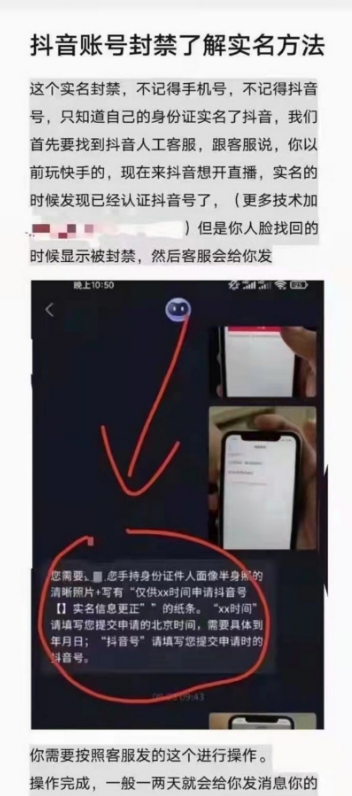 抖音账号封禁了解实名方法
这个实名封禁，不记得手机号，不记得抖音
号，只知道自己的身份证实名了抖音，我们
首先要找到抖音人工客服，跟客服说，你以
前玩快手的，现在来抖音想开直播，实名的
时候发现已经认证抖音号了，（更多技术加
）但是你人脸找回的
时候显示被封禁，然后客服会给你发
晚上10:50
您需要，您手持身份证件人面像半身照的
清晰照片+写有“仅供xx时间申请抖音号
【】实名信息更正””的纸条。“xx时间”
请填写您提交申请的北京时间，需要具体到
年月日；“抖音号”请填写您提交申请时的
抖音号。
09:43
你需要按照客服发的这个进行操作。
操作完成，一般一两天就会给你发消息你的